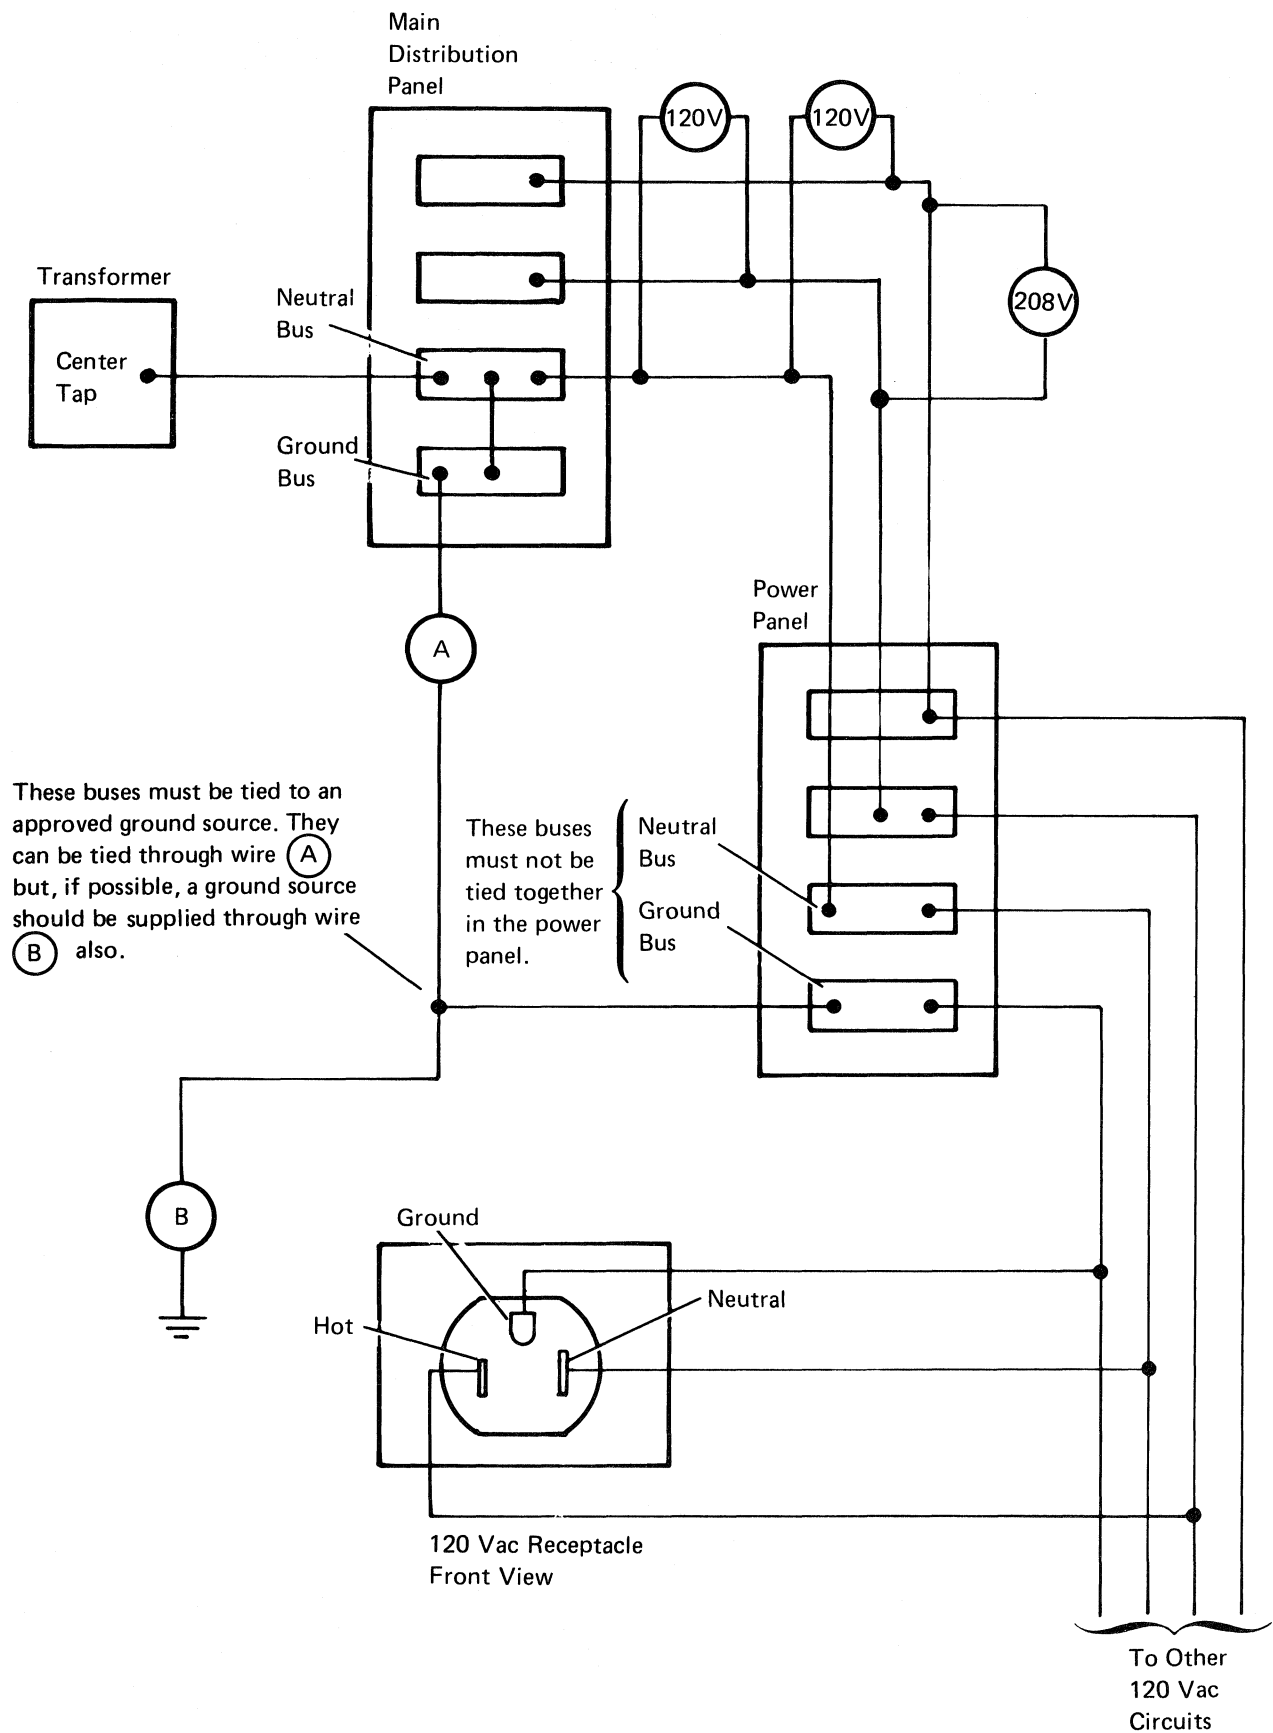 Main
Distribution
Panel
120V
120V
208V
Transformer
Center
Tap
Neutral
Bus
Ground
Bus
A
Power
Panel
These buses must be tied to an
approved ground source. They
can be tied through wire A
but, if possible, a ground source
should be supplied through wire
B also.
These buses
must not be
tied together
in the power
panel.
Neutral
Bus
Ground
Bus
B
Ground
Hot
Neutral
120 Vac Receptacle
Front View
To Other
120 Vac
Circuits